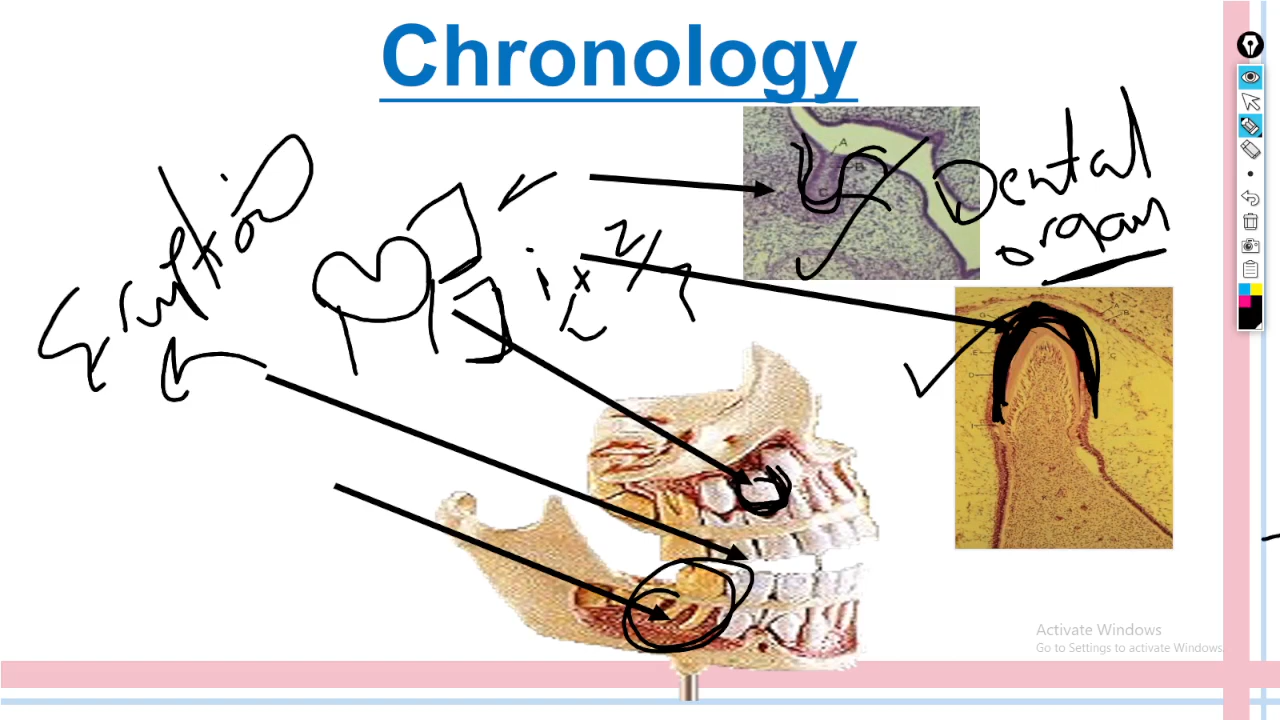 Chronology
Dental
organ
Eruption
A
B
C
Activate Windows
Go to Settings to activate Windows.